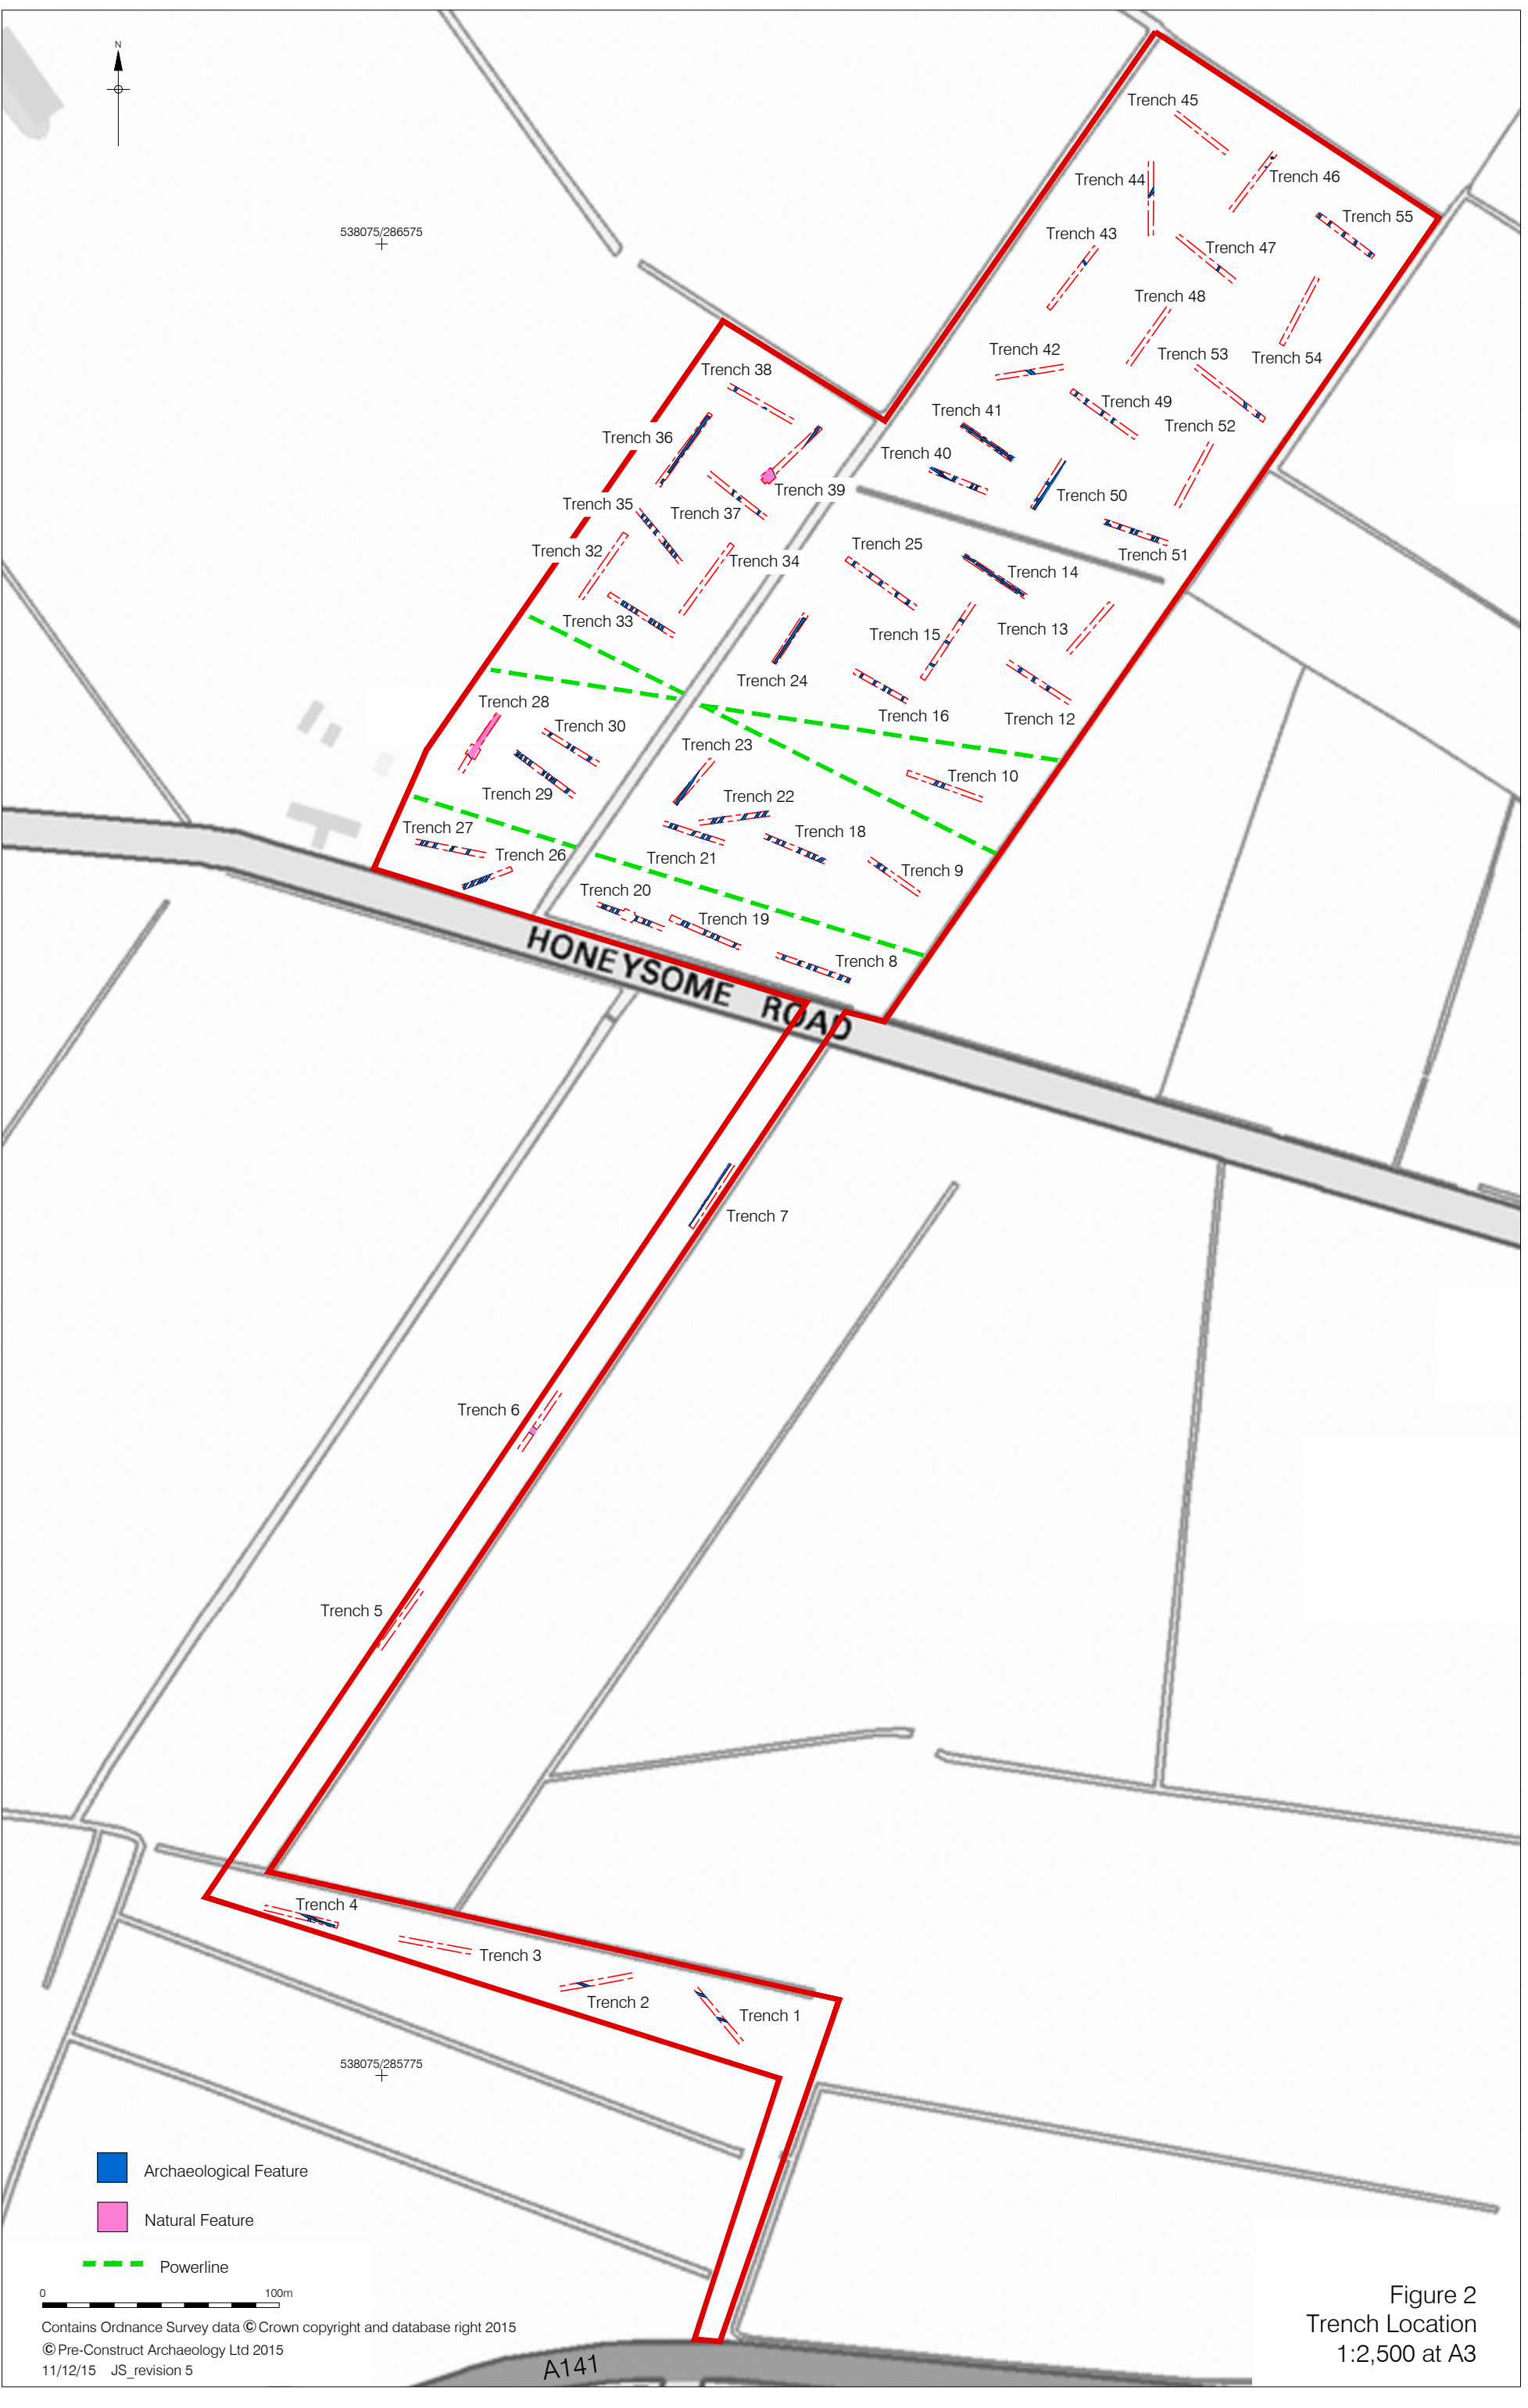 N
538075/286575
Trench 45
Trench 46
Trench 44
Trench 55
Trench 43
Trench 47
Trench 48
Trench 42
Trench 53
Trench 54
Trench 38
Trench 49
Trench 41
Trench 52
Trench 36
Trench 40
Trench 39
Trench 50
Trench 35
Trench 37
Trench 32
Trench 25
Trench 51
Trench 34
Trench 14
Trench 33
Trench 15
Trench 13
Trench 24
Trench 28
Trench 16
Trench 12
Trench 30
Trench 23
Trench 10
Trench 29
Trench 22
Trench 27
Trench 18
Trench 26
Trench 21
Trench 9
Trench 20
Trench 19
Trench 8
HONEYSOME ROAD
Trench 7
Trench 6
Trench 5
Trench 4
Trench 3
Trench 2
Trench 1
538075/285775
Archaeological Feature
Natural Feature
Powerline
0 100m
Contains Ordnance Survey data © Crown copyright and database right 2015
© Pre-Construct Archaeology Ltd 2015
11/12/15 JS_revision 5
A141
Figure 2
Trench Location
1:2,500 at A3